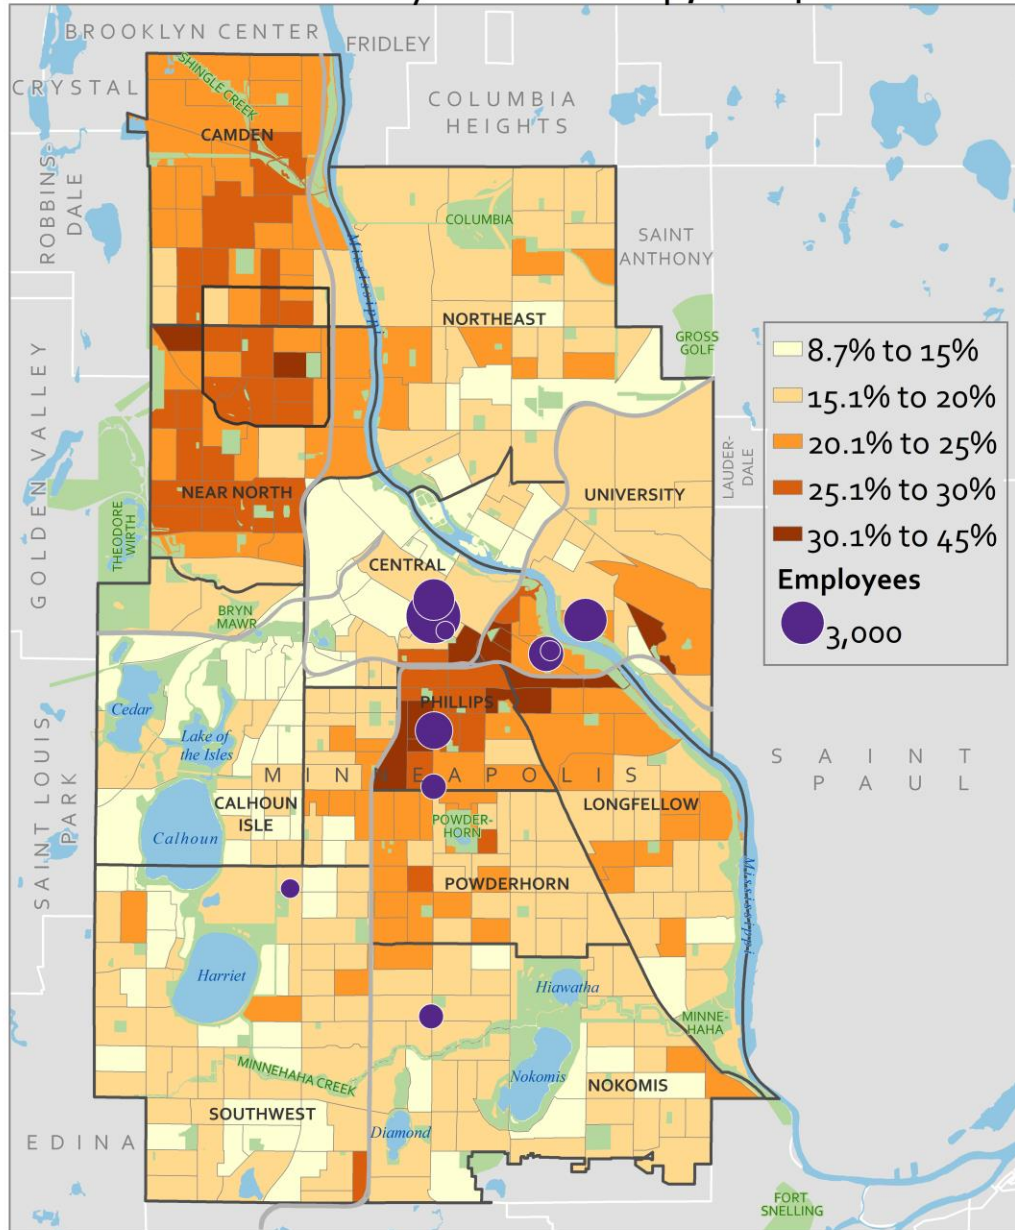 BROOKLYN CENTER
FRIDLEY
CRYSTAL
SHINGLE CREEK
COLUMBIA
HEIGHTS
CAMDEN
ROBBINS-
DALE
COLUMBIA
SAINT
ANTHONY
Mississippi
NORTHEAST
GROSS
GOLF
8.7% to 15%
15.1% to 20%
20.1% to 25%
25.1% to 30%
30.1% to 45%
Employees
3,000
GOLDEN VALLEY
LAUDER-
DALE
NEAR NORTH
UNIVERSITY
THEODORE
WIRTH
CENTRAL
BRYN
MAWR
PHILLIPS
Cedar
Lake of
the Isles
MINNEAPOLIS
SAINT
PAUL
SAINT LOUIS
PARK
CALHOUN
ISLE
LONGFELLOW
POWDER-
HORN
Calhoun
POWDERHORN
Mississippi
Harriet
Hiawatha
MINNE-
HAHA
MINNEHAHA CREEK
Nokomis
NOKOMIS
SOUTHWEST
Diamond
EDINA
FORT
SNELLING